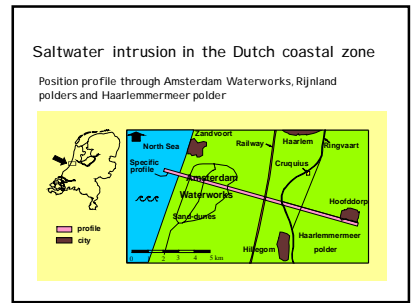 Saltwater intrusion in the Dutch coastal zone
Position profile through Amsterdam Waterworks, Rijnland
polders and Haarlemmermeer polder
Zandvoort
North Sea
Railway
Haarlem
Ringvaart
Specific
profile
Cruquius
Amsterdam
Waterworks
Hoofddorp
Sand-dunes
profile
city
Hillegom
Haarlemmermeer
polder
0 2 3 4 5 km